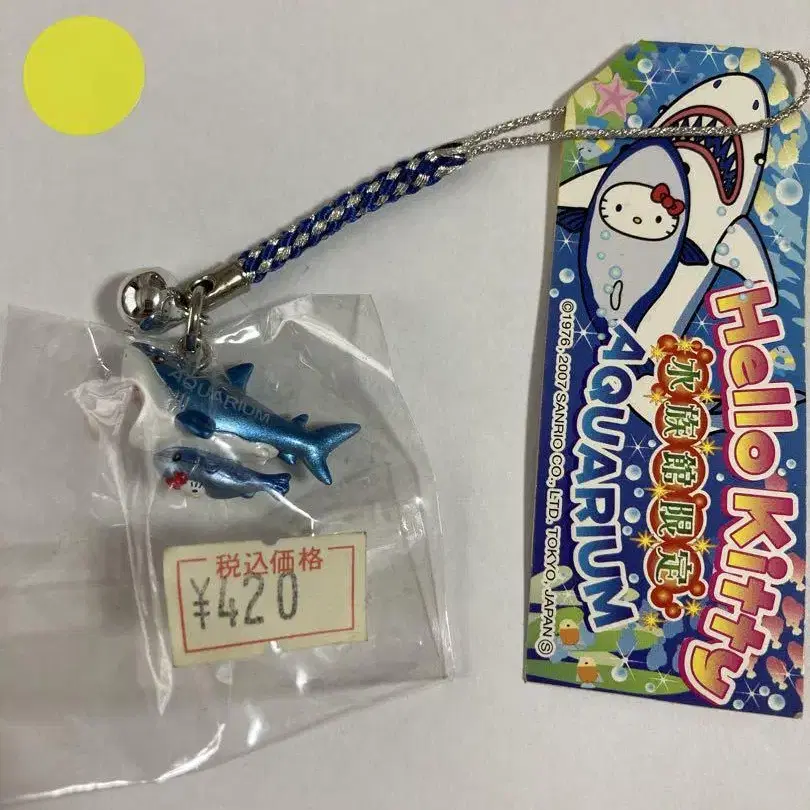 AQUARIUM
税込価格
¥420
Hello Kitty
水族館限定
AQUARIUM
©1976, 2007 SANRIO CO., LTD. TOKYO, JAPAN Ⓢ